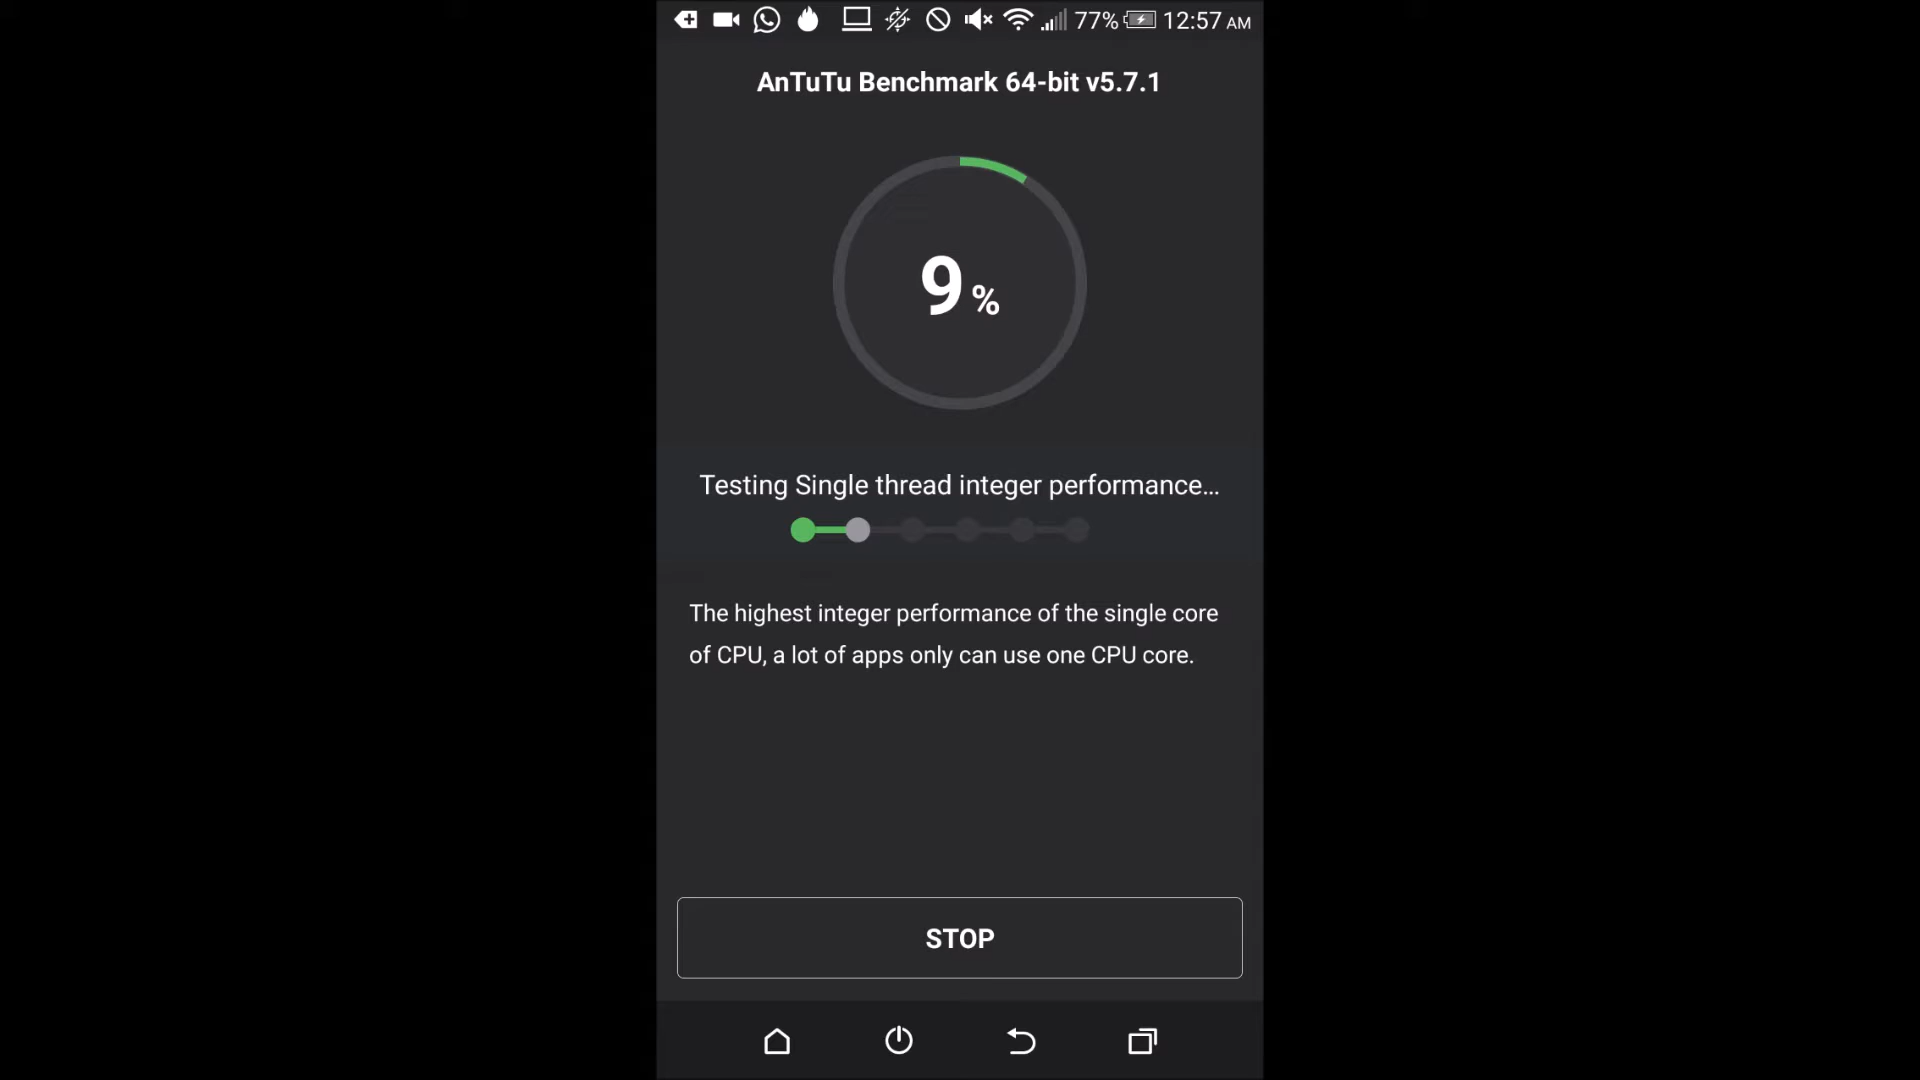 77% 12:57 AM
AnTuTu Benchmark 64-bit v5.7.1
9 %
Testing Single thread integer performance...
The highest integer performance of the single core
of CPU, a lot of apps only can use one CPU core.
STOP